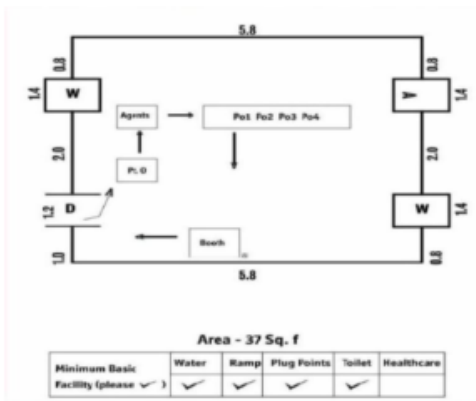 5.8
0.8
0.8
1.4
W
A
1.4
Agents
Po1 Po2 Po3 Po4
2.0
2.0
1.2
D
W
1.4
1.0
Booth
0.8
5.8
Area - 37 Sq. f
Minimum Basic Facility (please ✓ )
Water
Ramp
Plug Points
Toilet
Healthcare
✓
✓
✓
✓